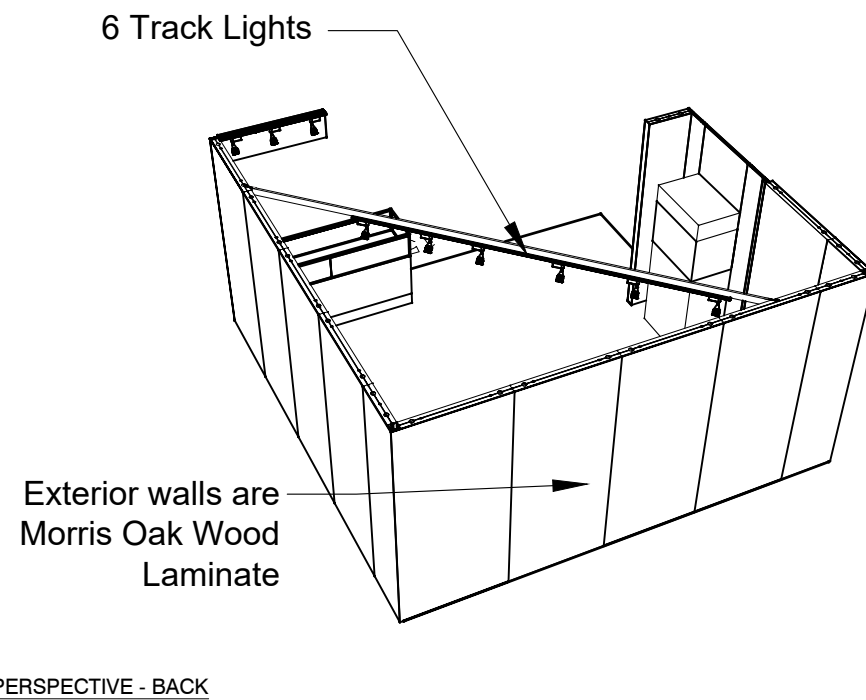 6 Track Lights
Exterior walls are
Morris Oak Wood
Laminate
PERSPECTIVE - BACK